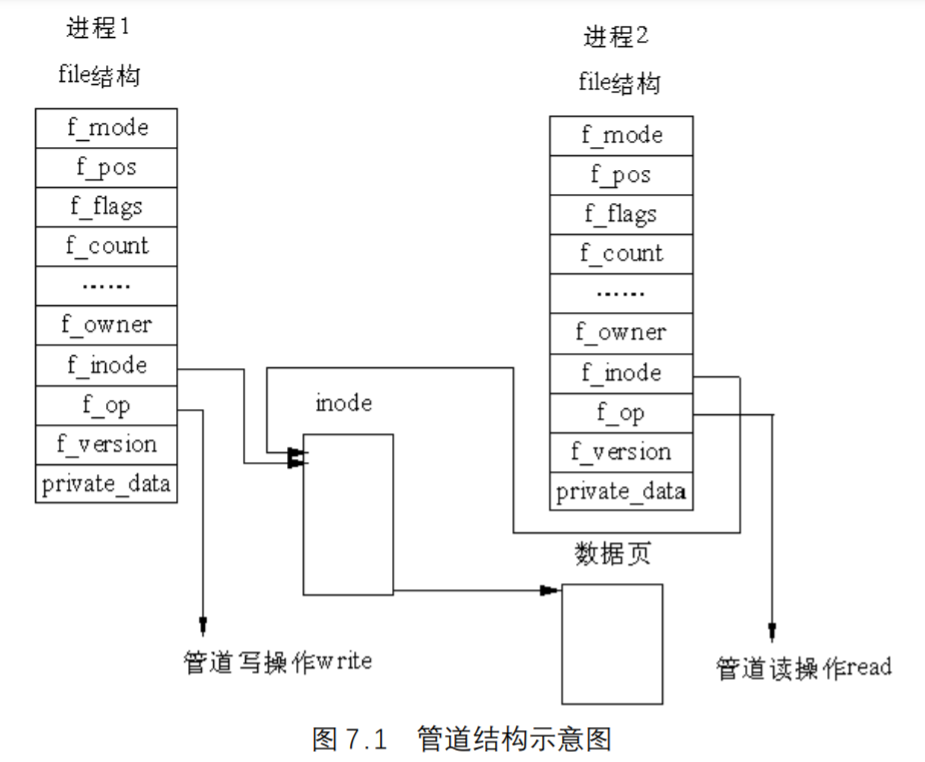 进程1
file结构
f_mode
f_pos
f_flags
f_count
……
f_owner
f_inode
f_op
f_version
private_data
进程2
file结构
f_mode
f_pos
f_flags
f_count
……
f_owner
f_inode
f_op
f_version
private_data
inode
数据页
管道写操作write
管道读操作read
图 7.1 管道结构示意图